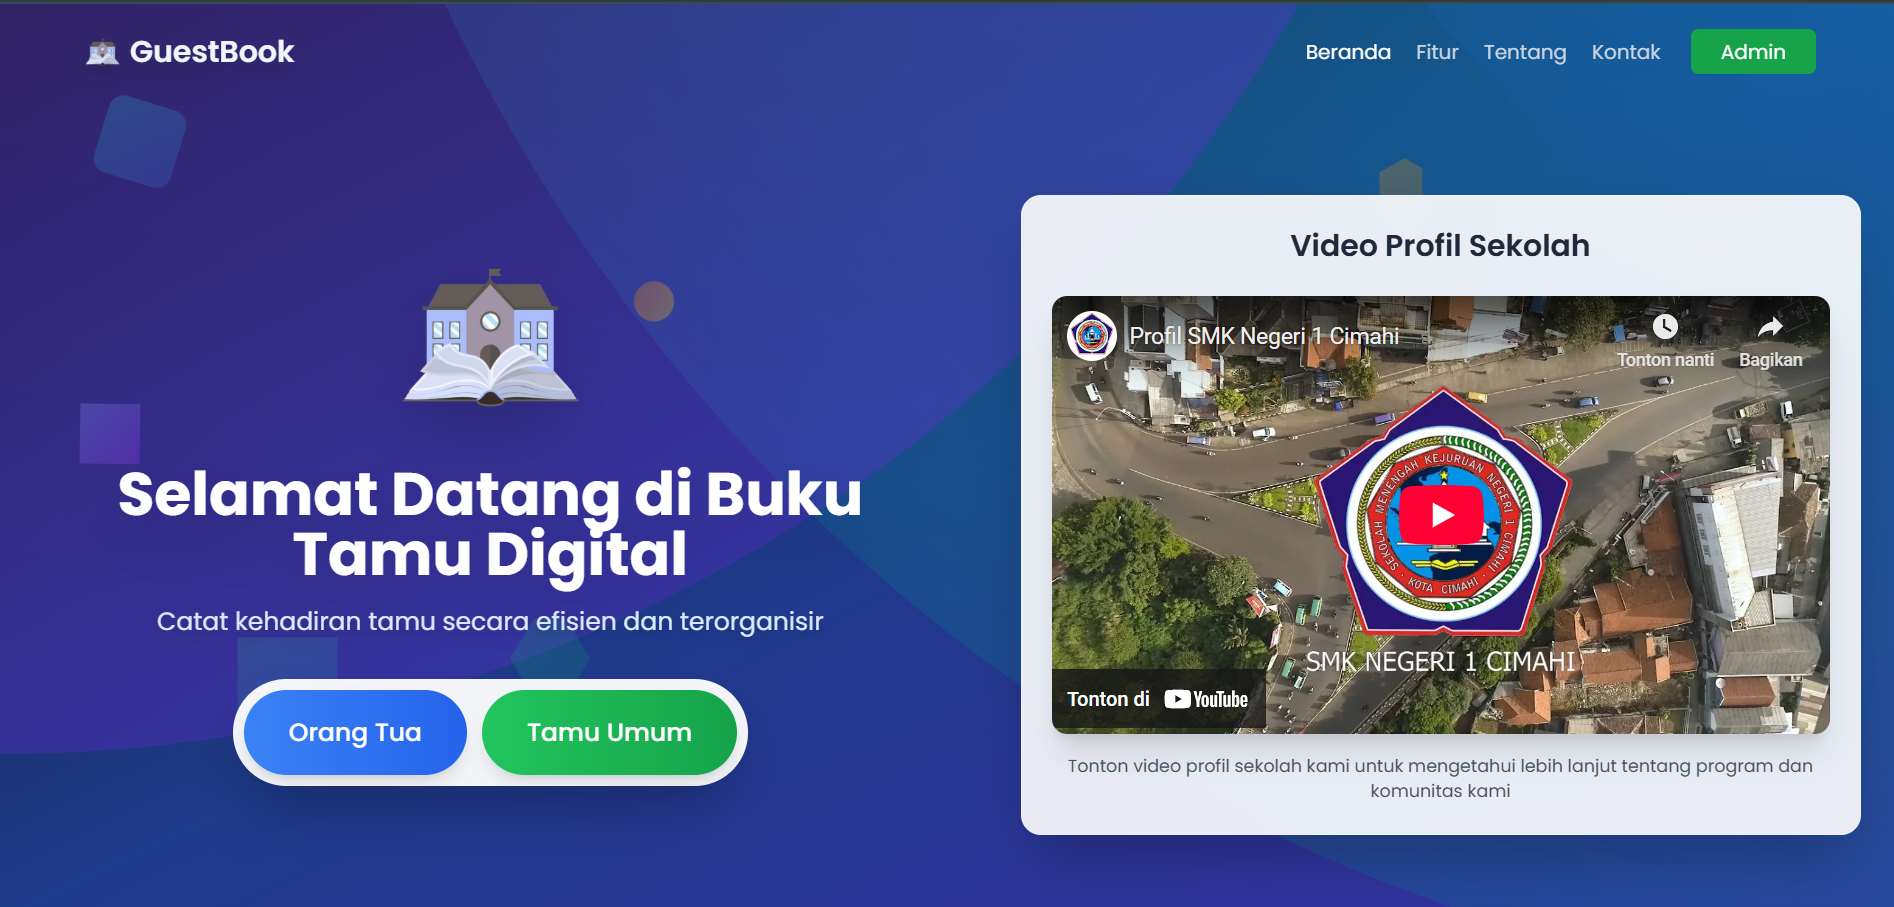 GuestBook
Beranda
Fitur
Tentang
Kontak
Admin
Selamat Datang di Buku
Tamu Digital
Catat kehadiran tamu secara efisien dan terorganisir
Orang Tua
Tamu Umum
Video Profil Sekolah
Profil SMK Negeri 1 Cimahi
Tonton nanti
Bagikan
SEKOLAH MENENGAH KEJURUAN NEGERI 1 CIMAHI
KOTA CIMAHI
SMK NEGERI 1 CIMAHI
Tonton di YouTube
Tonton video profil sekolah kami untuk mengetahui lebih lanjut tentang program dan
komunitas kami